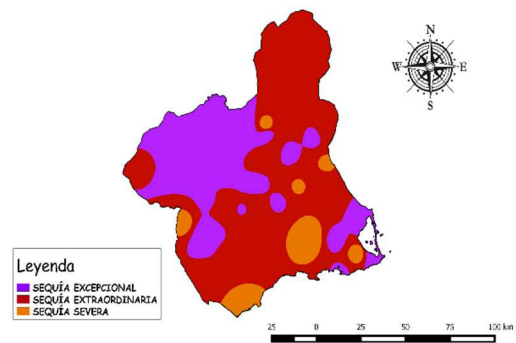 N
W E
S
Leyenda
SEQUÍA EXCEPCIONAL
SEQUÍA EXTRAORDINARIA
SEQUÍA SEVERA
25 0 25 50 75 100 km